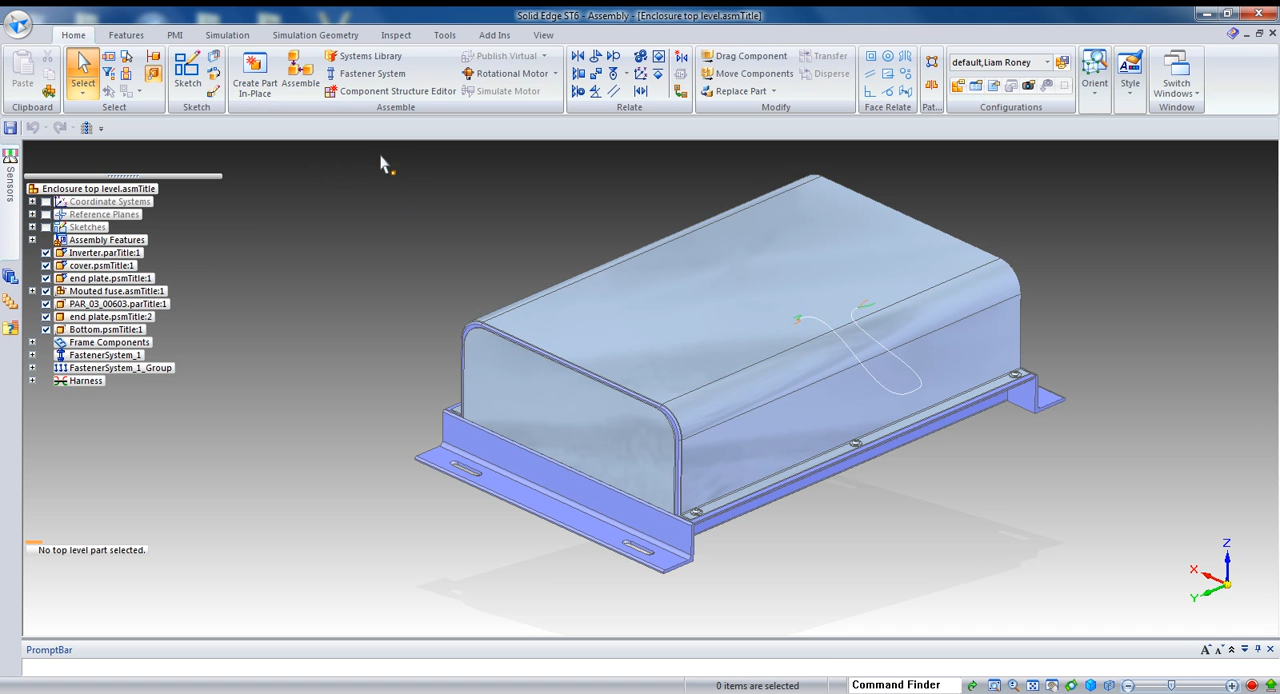 Solid Edge ST6 - Assembly - [Enclosure top level.asmTitle]
Home Features PMI Simulation Simulation Geometry Inspect Tools Add Ins View
Paste
Clipboard
Select
Select
Sketch
Sketch
Create Part In-Place
Assemble
Systems Library
Fastener System
Component Structure Editor
Publish Virtual
Rotational Motor
Simulate Motor
Assemble
Relate
Drag Component
Move Components
Replace Part
Transfer
Disperse
Modify
Face Relate
Pat...
default,Liam Roney
Configurations
Orient
Style
Switch Windows
Window
Sensors
Enclosure top level.asmTitle
Coordinate Systems
Reference Planes
Sketches
Assembly Features
Inverter.parTitle:1
cover.psmTitle:1
end plate.psmTitle:1
Mouted fuse.asmTitle:1
PAR_03_00603.parTitle:1
end plate.psmTitle:2
Bottom.psmTitle:1
Frame Components
FastenerSystem_1
FastenerSystem_1_Group
Harness
No top level part selected.
Z
X
Y
PromptBar
0 items are selected
Command Finder